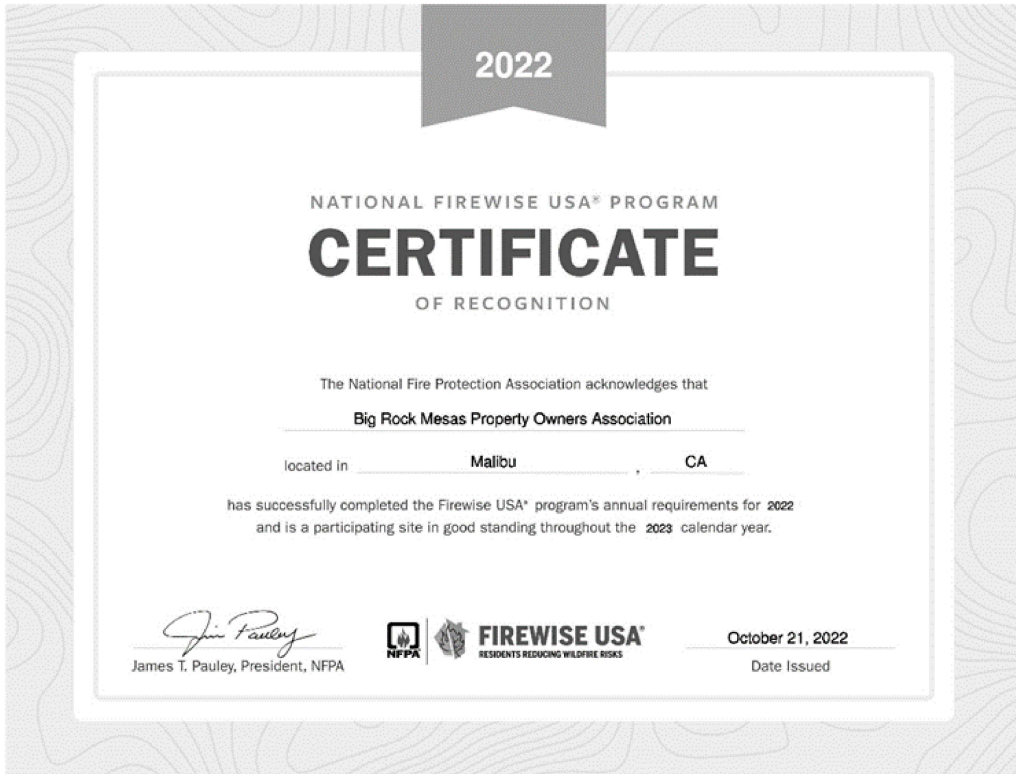 2022
NATIONAL FIREWISE USA® PROGRAM
CERTIFICATE
OF RECOGNITION
The National Fire Protection Association acknowledges that
Big Rock Mesas Property Owners Association
located in Malibu , CA
has successfully completed the Firewise USA® program's annual requirements for 2022
and is a participating site in good standing throughout the 2023 calendar year.
Jim Pauley
James T. Pauley, President, NFPA
NFPA
FIREWISE USA®
RESIDENTS REDUCING WILDFIRE RISKS
October 21, 2022
Date Issued